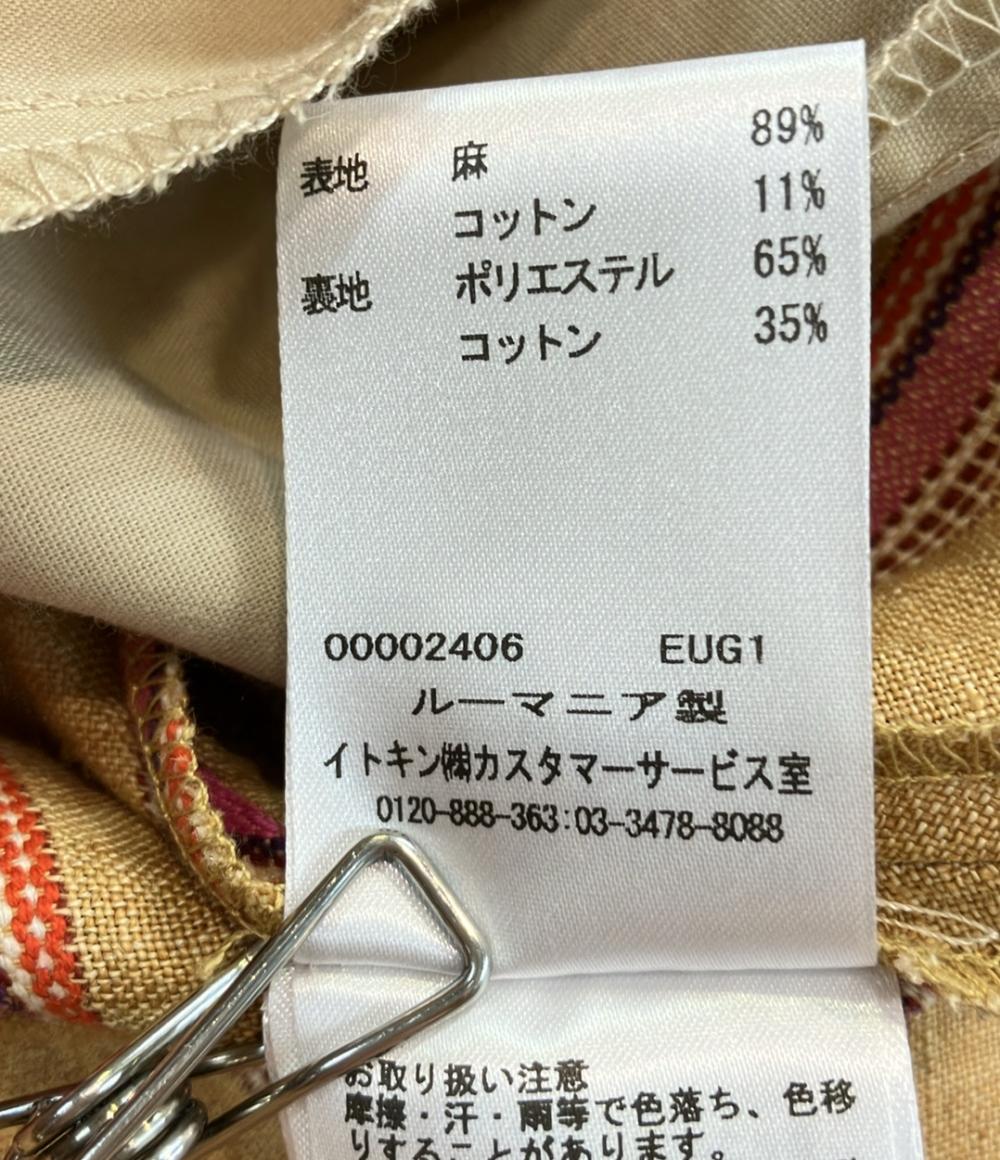 表地 麻 89%
コットン 11%
裏地 ポリエステル 65%
コットン 35%
00002406 EUG1
ルーマニア製
イトキン㈱カスタマーサービス室
0120-888-363:03-3478-8088
お取り扱い注意
摩擦・汗・雨等で色落ち、色移
りすることがあります。